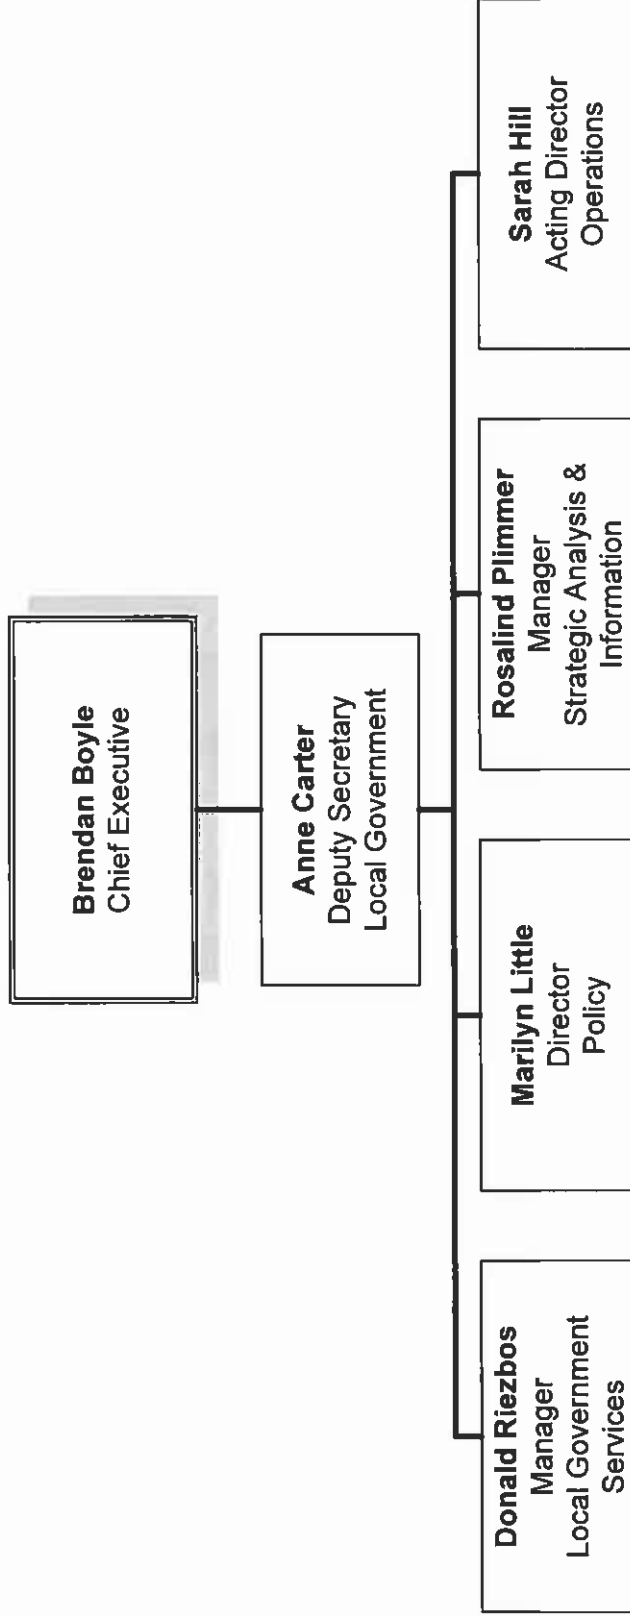 Brendan Boyle
Chief Executive
Anne Carter
Deputy Secretary
Local Government
Donald Riezbos
Manager
Local Government
Services
Marilyn Little
Director
Policy
Rosalind Plimmer
Manager
Strategic Analysis &
Information
Sarah Hill
Acting Director
Operations